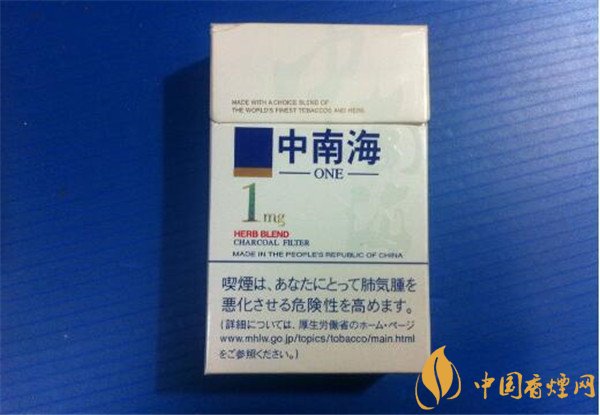 MADE WITH A CHOICE BLEND OF
THE WORLD'S FINEST TOBACCOS AND HERB.
中南海
ONE
1mg
HERB BLEND
CHARCOAL FILTER
MADE IN THE PEOPLE'S REPUBLIC OF CHINA
喫煙は、あなたにとって肺気腫を
悪化させる危険性を高めます。
(詳細については、厚生労働省のホーム・ページ
www.mhlw.go.jp/topics/tobacco/main.html
をご参照ください。)
中国香烟网